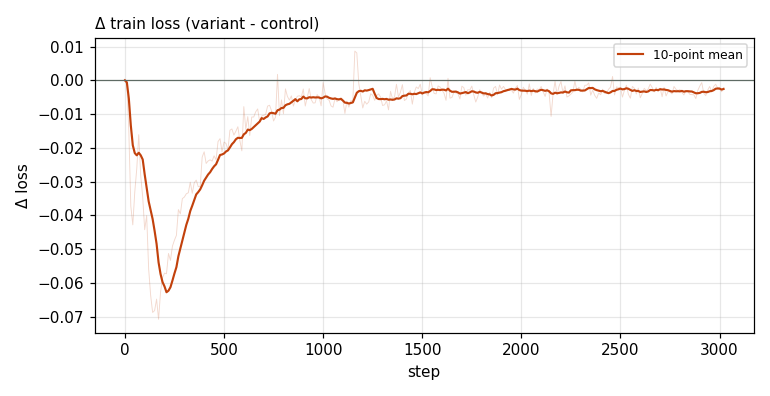 Δ train loss (variant - control)
10-point mean
0.01
0.00
−0.01
−0.02
−0.03
−0.04
−0.05
−0.06
−0.07
Δ loss
0 500 1000 1500 2000 2500 3000
step